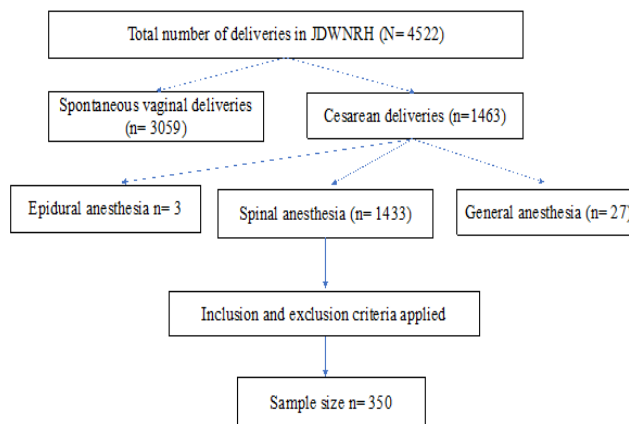 Total number of deliveries in JDWNRH (N= 4522)
Spontaneous vaginal deliveries
(n= 3059)
Cesarean deliveries (n=1463)
Epidural anesthesia n= 3
Spinal anesthesia (n= 1433)
General anesthesia (n= 27)
Inclusion and exclusion criteria applied
Sample size n= 350